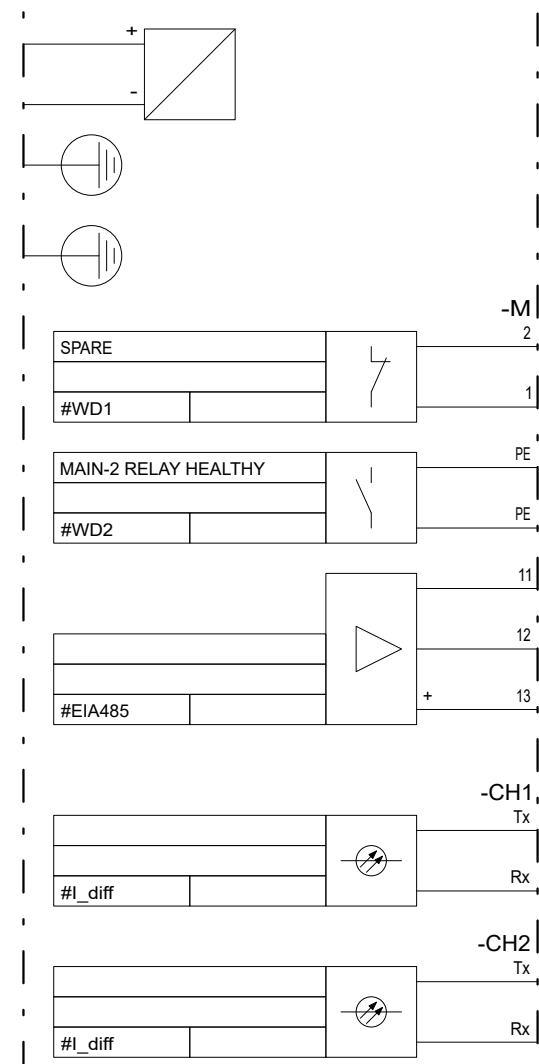 +
-
-M
SPARE
2
#WD1
1
MAIN-2 RELAY HEALTHY
PE
#WD2
PE
11
12
#EIA485
+ 13
-CH1
Tx
#I_diff
Rx
-CH2
Tx
#I_diff
Rx